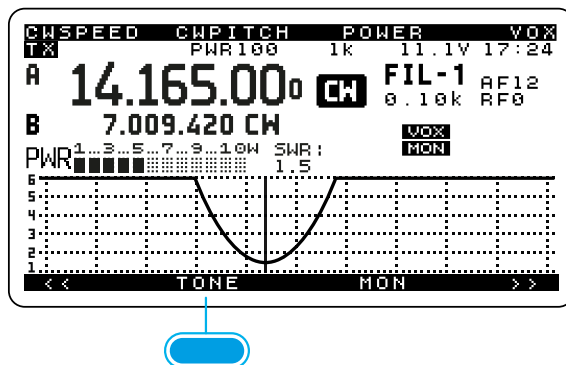 CWSPEED CWPITCH POWER VOX
TX PWR100 1k 11.1V 17:24
A 14.165.000 CW FIL-1 AF12
0.10k RF0
B 7.009.420 CW VOX
MON
PWR 1...3...5...7...9...10W SWR:
1.5
6
5
4
3
2
1
<< TONE MON >>